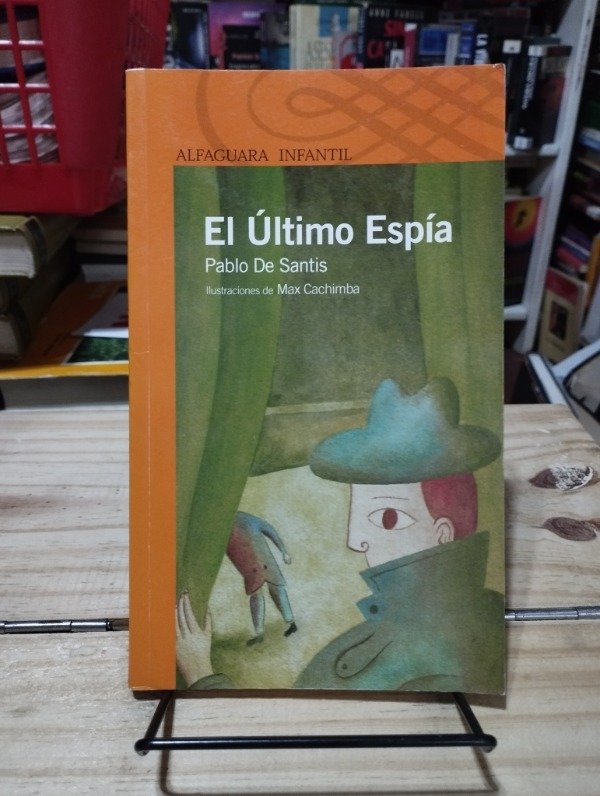 ALFAGUARA INFANTIL
El Último Espía
Pablo De Santis
Ilustraciones de Max Cachimba